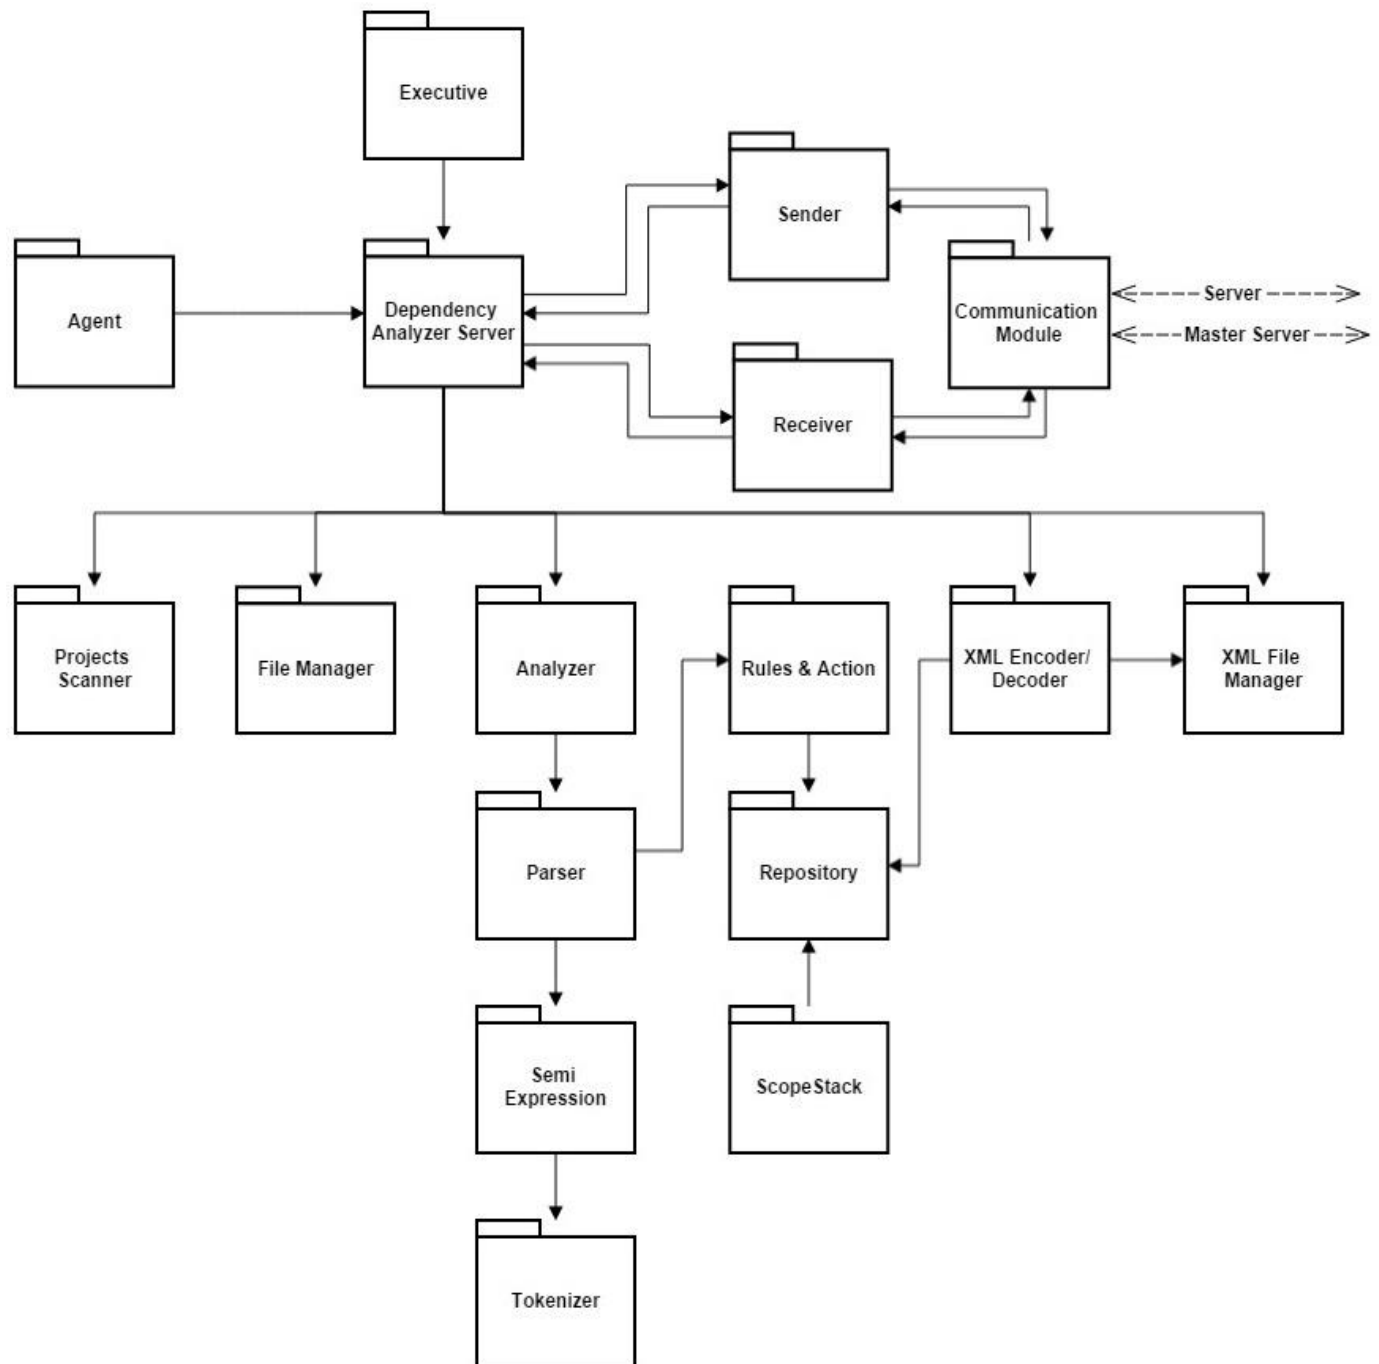 Executive
Sender
Agent
Dependency
Analyzer Server
Communication
Module
Server
Master Server
Receiver
Projects
Scanner
File Manager
Analyzer
Rules & Action
XML Encoder/
Decoder
XML File
Manager
Parser
Repository
Semi
Expression
ScopeStack
Tokenizer